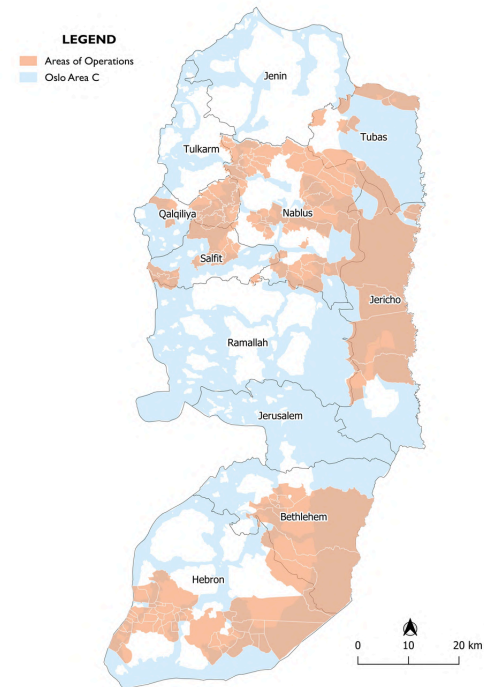 LEGEND
Areas of Operations
Oslo Area C
Jenin
Tubas
Tulkarm
Qalqiliya
Nablus
Salfit
Jericho
Ramallah
Jerusalem
Bethlehem
Hebron
0 10 20 km